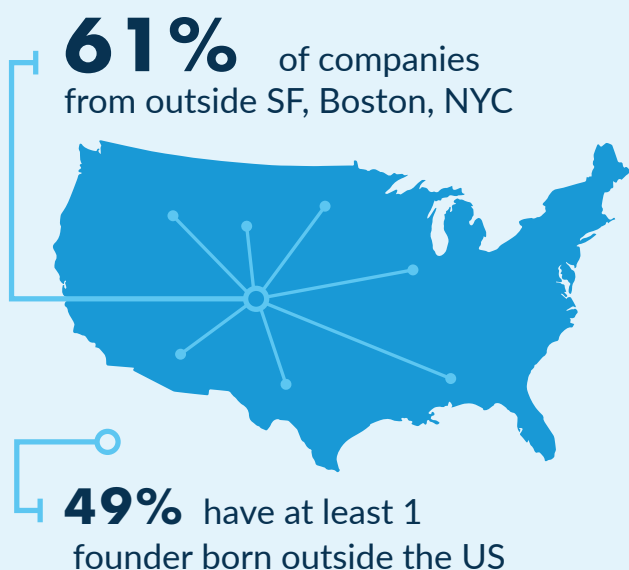 61% of companies
from outside SF, Boston, NYC
49% have at least 1
founder born outside the US